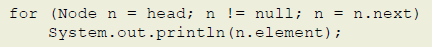 for (Node n = head; n != null; n = n.next)
    System.out.println(n.element);